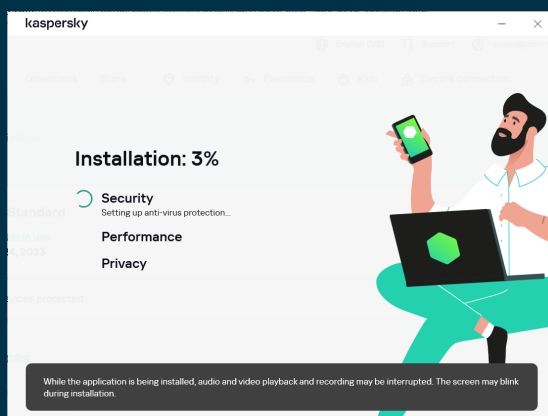 kaspersky
Installation: 3%
Security
Setting up anti-virus protection...
Performance
Privacy
While the application is being installed, audio and video playback and recording may be interrupted. The screen may blink
during installation.